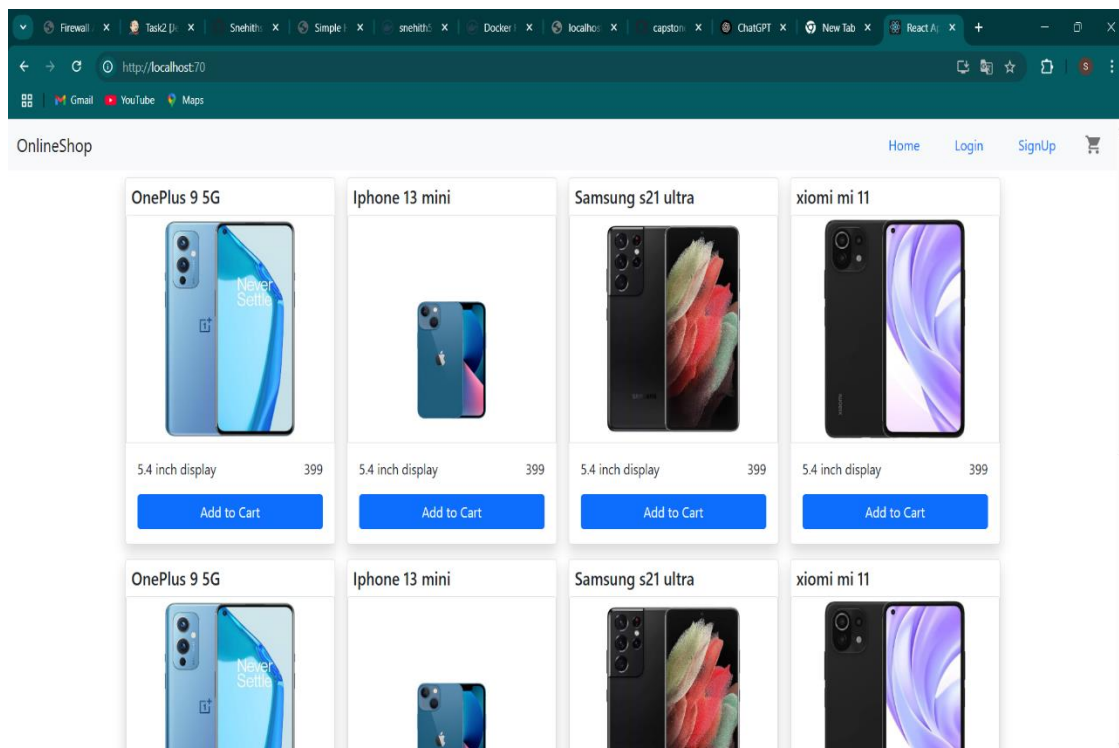 Firewall
Task2 [De
Snehiths
Simple H
snehith5
Docker
localhos
capston
ChatGPT
New Tab
React Ap
http://localhost:70
S
Gmail
YouTube
Maps
OnlineShop
Home
Login
SignUp
OnePlus 9 5G
Iphone 13 mini
Samsung s21 ultra
xiomi mi 11
Never
Settle
5.4 inch display 399
5.4 inch display 399
5.4 inch display 399
5.4 inch display 399
Add to Cart
Add to Cart
Add to Cart
Add to Cart
OnePlus 9 5G
Iphone 13 mini
Samsung s21 ultra
xiomi mi 11
Never
Settle